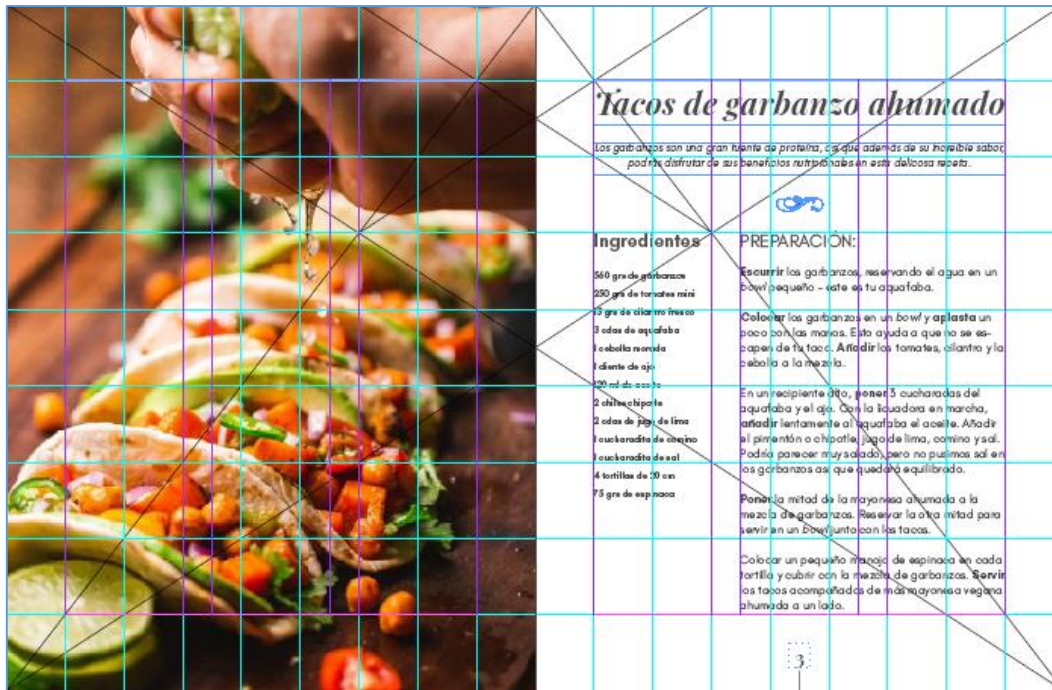 Tacos de garbanzo ahumado
Los garbanzos son una gran fuente de proteína, así que además de su increíble sabor,
podrás disfrutar de sus beneficios nutricionales en esta delicosa receta.
Ingredientes
560 grs de garbanzos
250 grs de tomates mini
15 grs de cilantro fresco
3 cdas de aquafaba
1 cebolla morada
1 diente de ajo
120 ml de aceite
2 chiles chipotle
2 cdas de jugo de lima
1 cucharadita de comino
1 cucharadita de sal
4 tortillas de 20 cm
75 grs de espinaca
PREPARACIÓN:
Escurrir los garbanzos, reservando el agua en un
bowl pequeño - este es tu aquafaba.
Colocar los garbanzos en un bowl y aplasta un
poco con las manos. Esto ayuda a que no se es-
capen de tu taco. Añadir los tomates, cilantro y la
cebolla a la mezcla.
En un recipiente alto, poner 3 cucharadas del
aquafaba y el ajo. Con la licuadora en marcha,
añadir lentamente al aquafaba el aceite. Añadir
el pimentón o chipotle, jugo de lima, comino y sal.
Podría parecer muy salado, pero no pusimos sal en
los garbanzos así que quedará equilibrado.
Poner la mitad de la mayonesa ahumada a la
mezcla de garbanzos. Reservar la otra mitad para
servir en un bowl junto con los tacos.
Colocar un pequeño manojo de espinaca en cada
tortilla y cubrir con la mezcla de garbanzos. Servir
los tacos acompañados de más mayonesa vegana
ahumada a un lado.
3